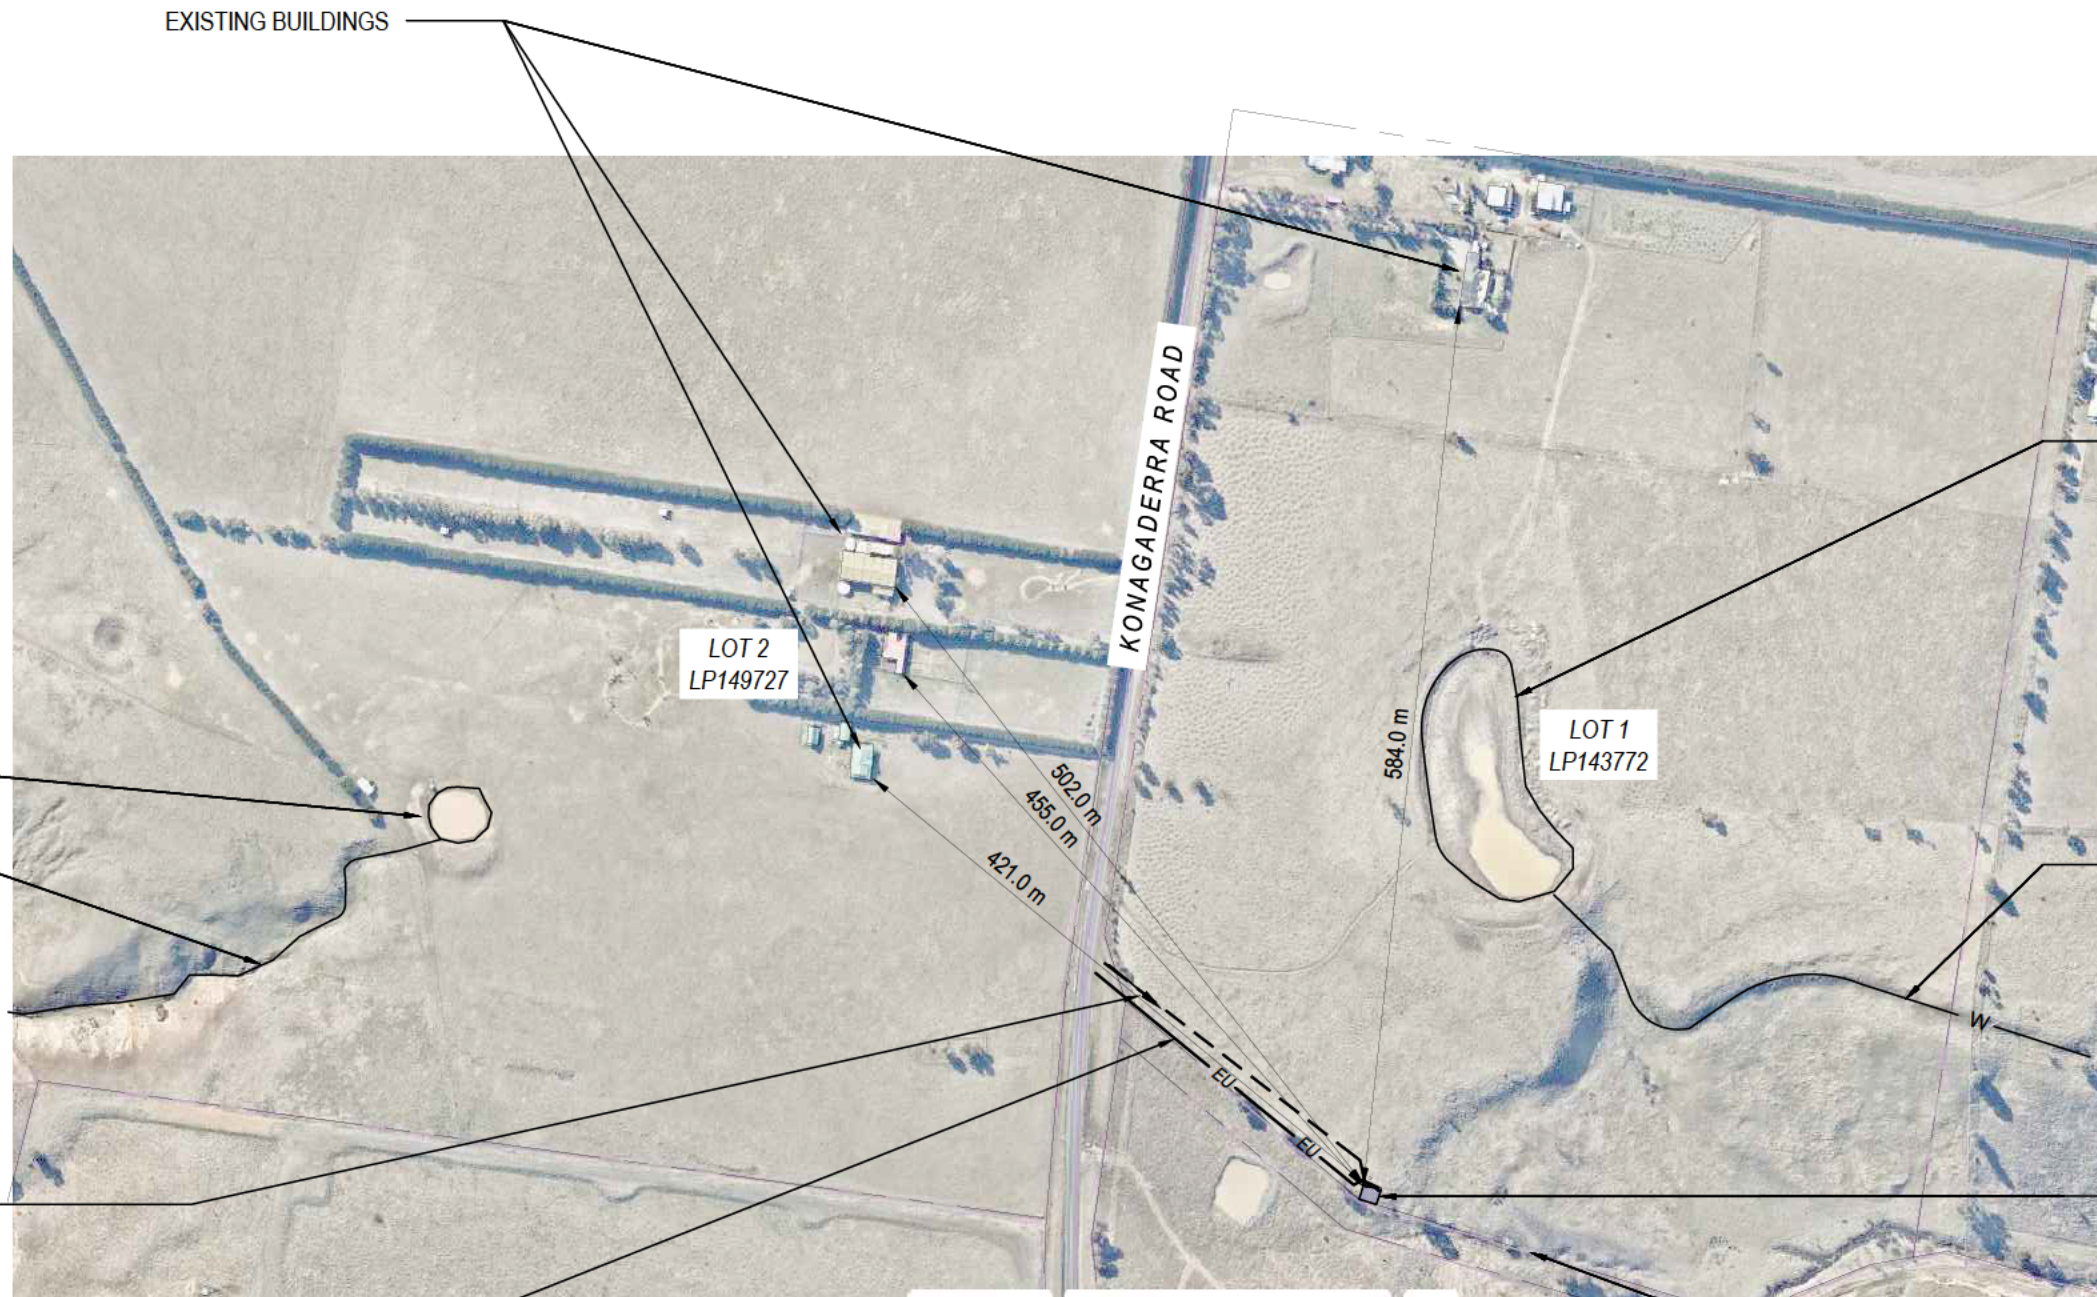 EXISTING BUILDINGS
KONAGADERRA ROAD
LOT 2
LP149727
LOT 1
LP143772
584.0 m
502.0 m
455.0 m
421.0 m
EU
EU
W